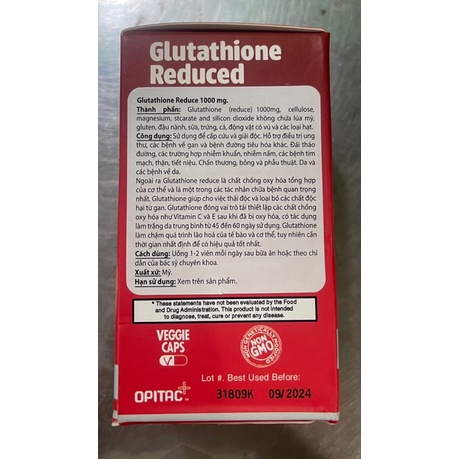 Glutathione
Reduced
Glutathione Reduce 1000 mg.
Thành phần: Glutathione (reduce) 1000mg, cellulose,
magnesium, stcarate and silicon dioxide không chứa lúa mỳ,
gluten, đậu nành, sữa, trứng, cá, động vật có vú và các loại hạt.
Công dụng: Sử dụng để cấp cứu và giải độc. Hỗ trợ điều trị ung
thư, các bệnh về gan và bệnh đường tiêu hóa khác. Đái tháo
đường, các trường hợp nhiễm khuẩn, nhiễm nấm, các bệnh tim
mạch, thận, tiết niệu. Chấn thương, bỏng và phẫu thuật. Da và
các bệnh về da.
Ngoài ra Glutathione reduce là chất chống oxy hóa tổng hợp
của cơ thể và là một trong các tác nhân chữa bệnh quan trọng
nhất. Glutathione giúp cho việc thải độc và loại bỏ các chất độc
hại từ gan. Glutathione đóng vai trò tái thiết lập các chất chống
oxy hóa như Vitamin C và E sau khi đã bị oxy hóa, có tác dụng
làm trắng da trung bình từ 45 đến 60 ngày sử dụng. Glutathione
làm chậm quá trình lão hoá của tế bào và cơ thể, tuy nhiên cần
thời gian nhất định để có hiệu quả tốt nhất.
Cách dùng: Uống 1-2 viên mỗi ngày sau bữa ăn hoặc theo chỉ
dẫn của bác sỹ chuyên khoa.
Xuất xứ: Mỹ.
Hạn sử dụng: Xem trên sản phẩm.
* These statements have not been evaluated by the Food
and Drug Administration. This product is not intended
to diagnose, treat, cure or prevent any disease.
VEGGIE
CAPS
V
NON
GMO
NON GENETICALLY MODIFIED
Lot #. Best Used Before:
31809K 09/2024
OPITAC+™